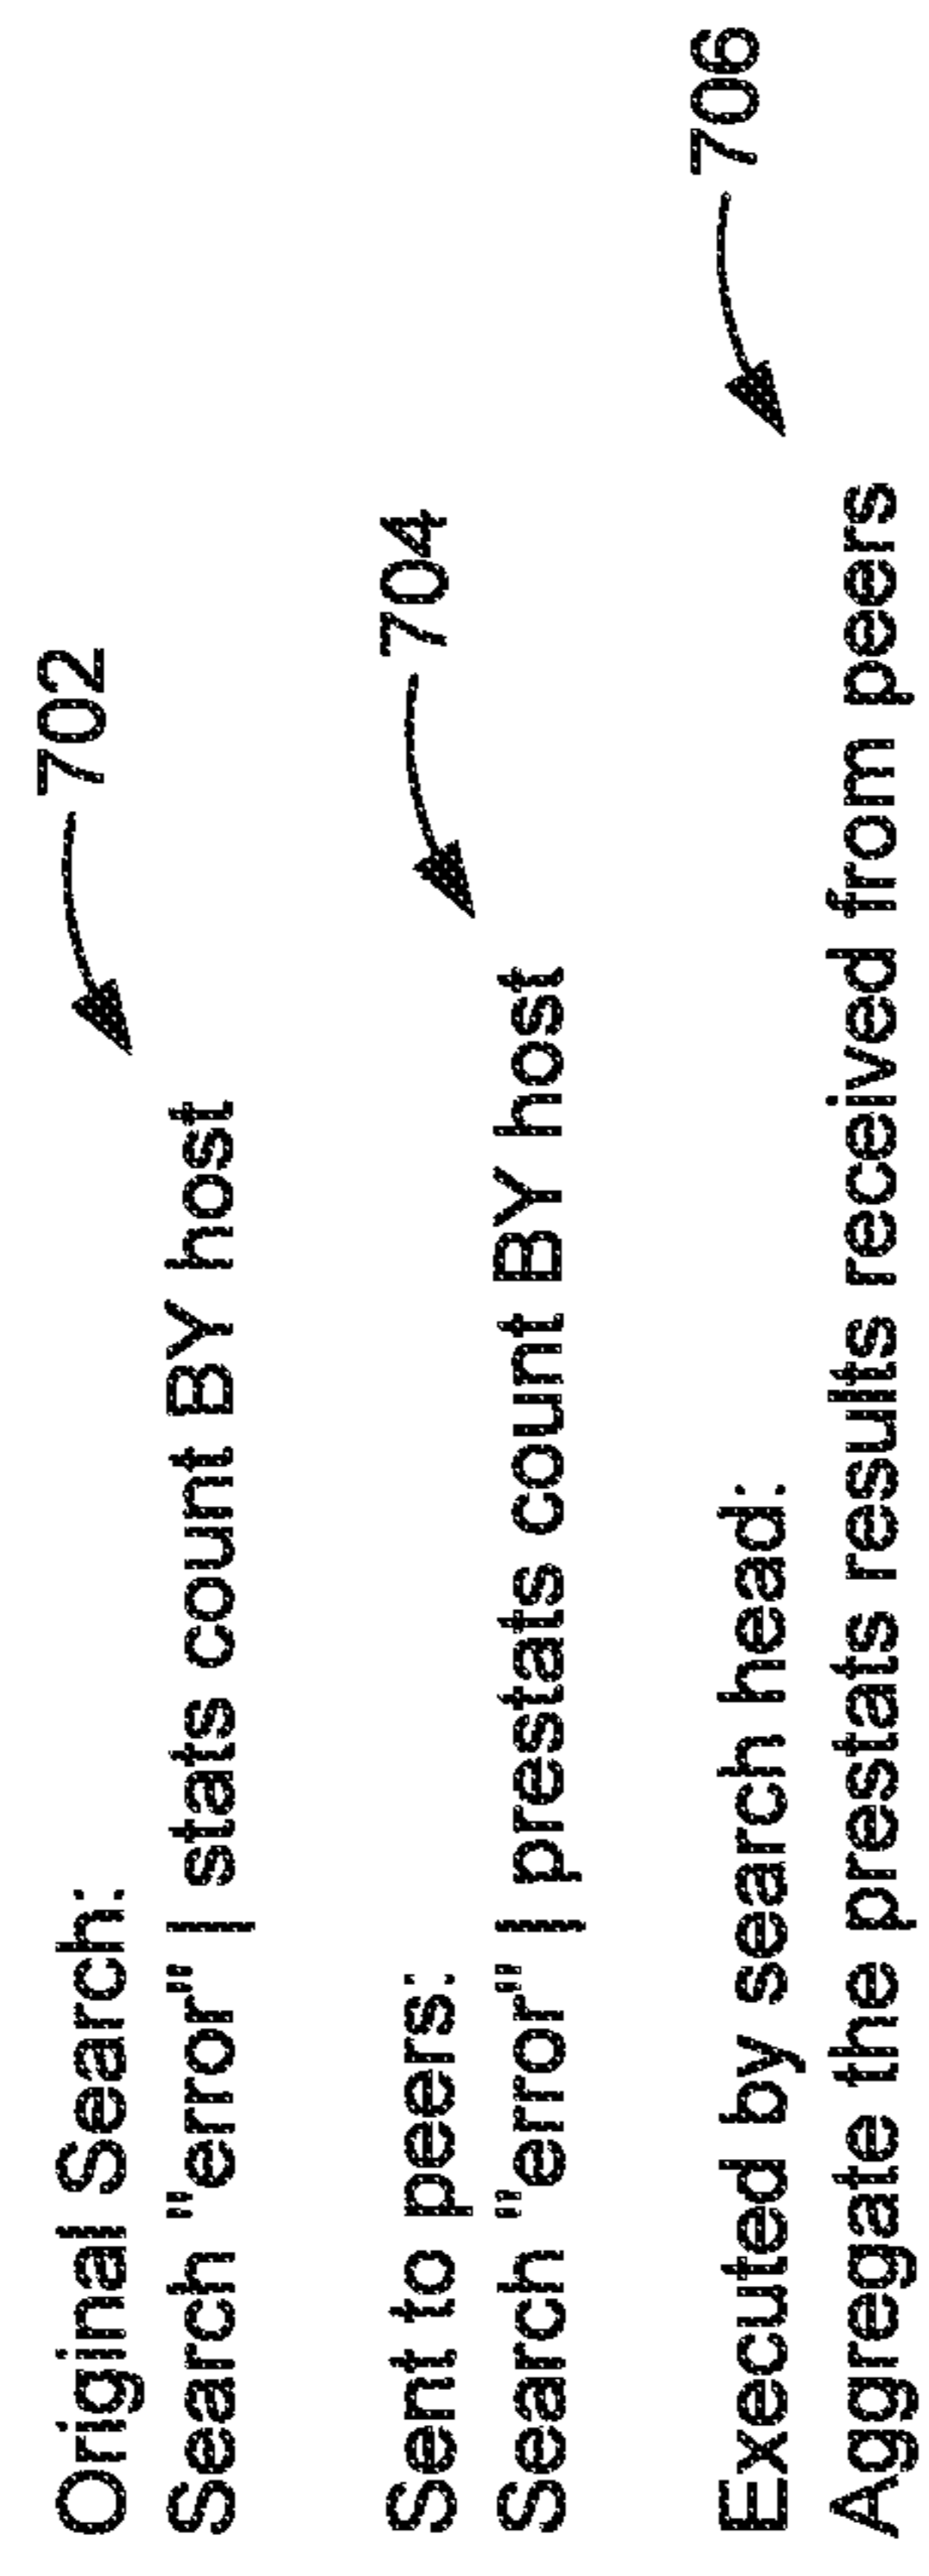 Original Search: 702
Search "error" | stats count BY host
Sent to peers: 704
Search "error" | prestats count BY host
Executed by search head: 706
Aggregate the prestats results received from peers